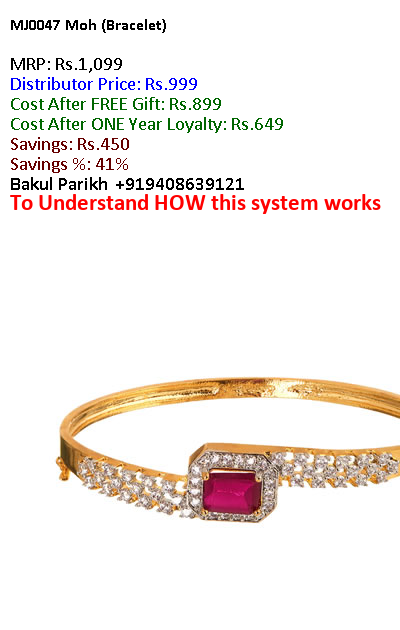 MJ0047 Moh (Bracelet)
MRP: Rs.1,099
Distributor Price: Rs.999
Cost After FREE Gift: Rs.899
Cost After ONE Year Loyalty: Rs.649
Savings: Rs.450
Savings %: 41%
Bakul Parikh +919408639121
To Understand HOW this system works